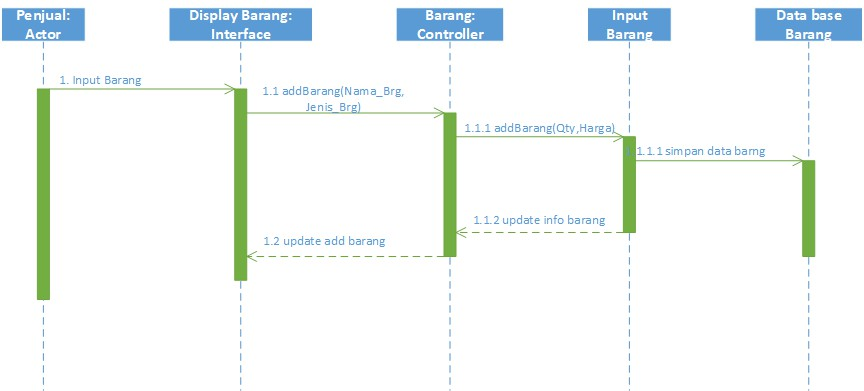 Penjual:
Actor
Display Barang:
Interface
Barang:
Controller
Input
Barang
Data base
Barang
1. Input Barang
1.1 addBarang(Nama_Brg,
Jenis_Brg)
1.1.1 addBarang(Qty,Harga)
1.1.1 simpan data barng
1.1.2 update info barang
1.2 update add barang